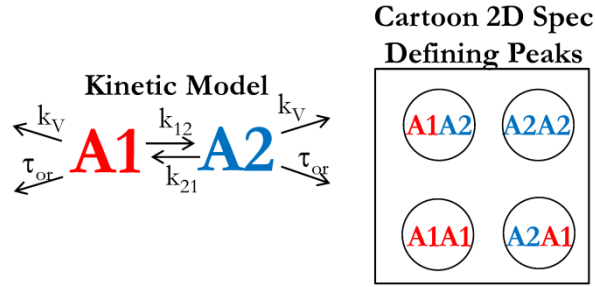 Cartoon 2D Spec
Defining Peaks
Kinetic Model
kV k12 kV
A1 A2
τor k21 τor
A1A2 A2A2
A1A1 A2A1